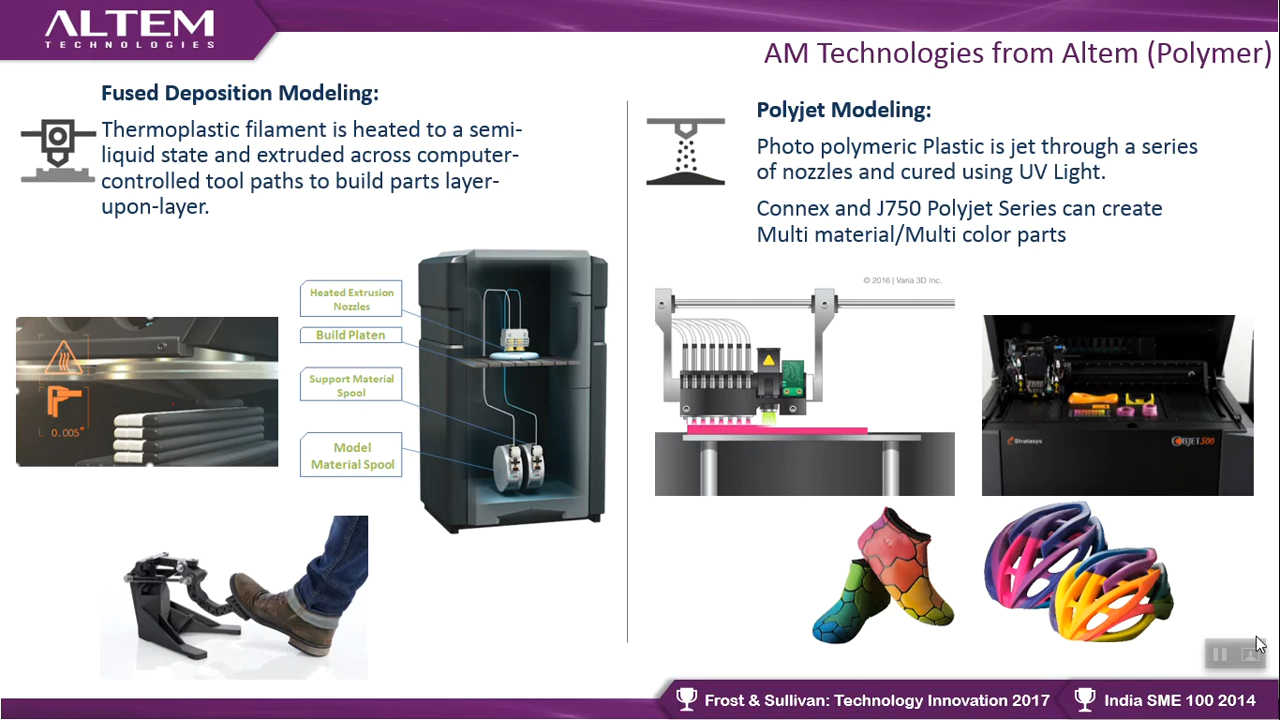 ALTEM
TECHNOLOGIES
AM Technologies from Altem (Polymer)
Fused Deposition Modeling:
Thermoplastic filament is heated to a semi-
liquid state and extruded across computer-
controlled tool paths to build parts layer-
upon-layer.
Heated Extrusion
Nozzles
Build Platen
Support Material
Spool
Model
Material Spool
L 0.005"
Polyjet Modeling:
Photo polymeric Plastic is jet through a series
of nozzles and cured using UV Light.
Connex and J750 Polyjet Series can create
Multi material/Multi color parts
© 2016 | Varia 3D Inc.
Stratasys
OBJET500
Frost & Sullivan: Technology Innovation 2017
India SME 100 2014